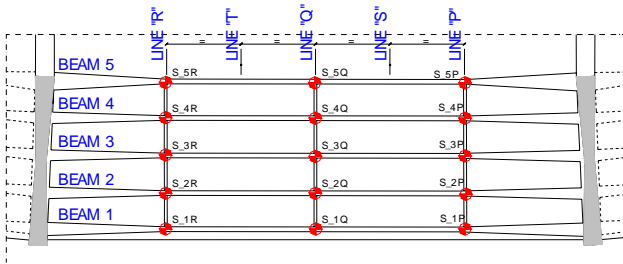 LINE "R"
LINE "T"
LINE "Q"
LINE "S"
LINE "P"
= = = =
BEAM 5
S_5R S_5Q S_5P
BEAM 4
S_4R S_4Q S_4P
BEAM 3
S_3R S_3Q S_3P
BEAM 2
S_2R S_2Q S_2P
BEAM 1
S_1R S_1Q S_1P